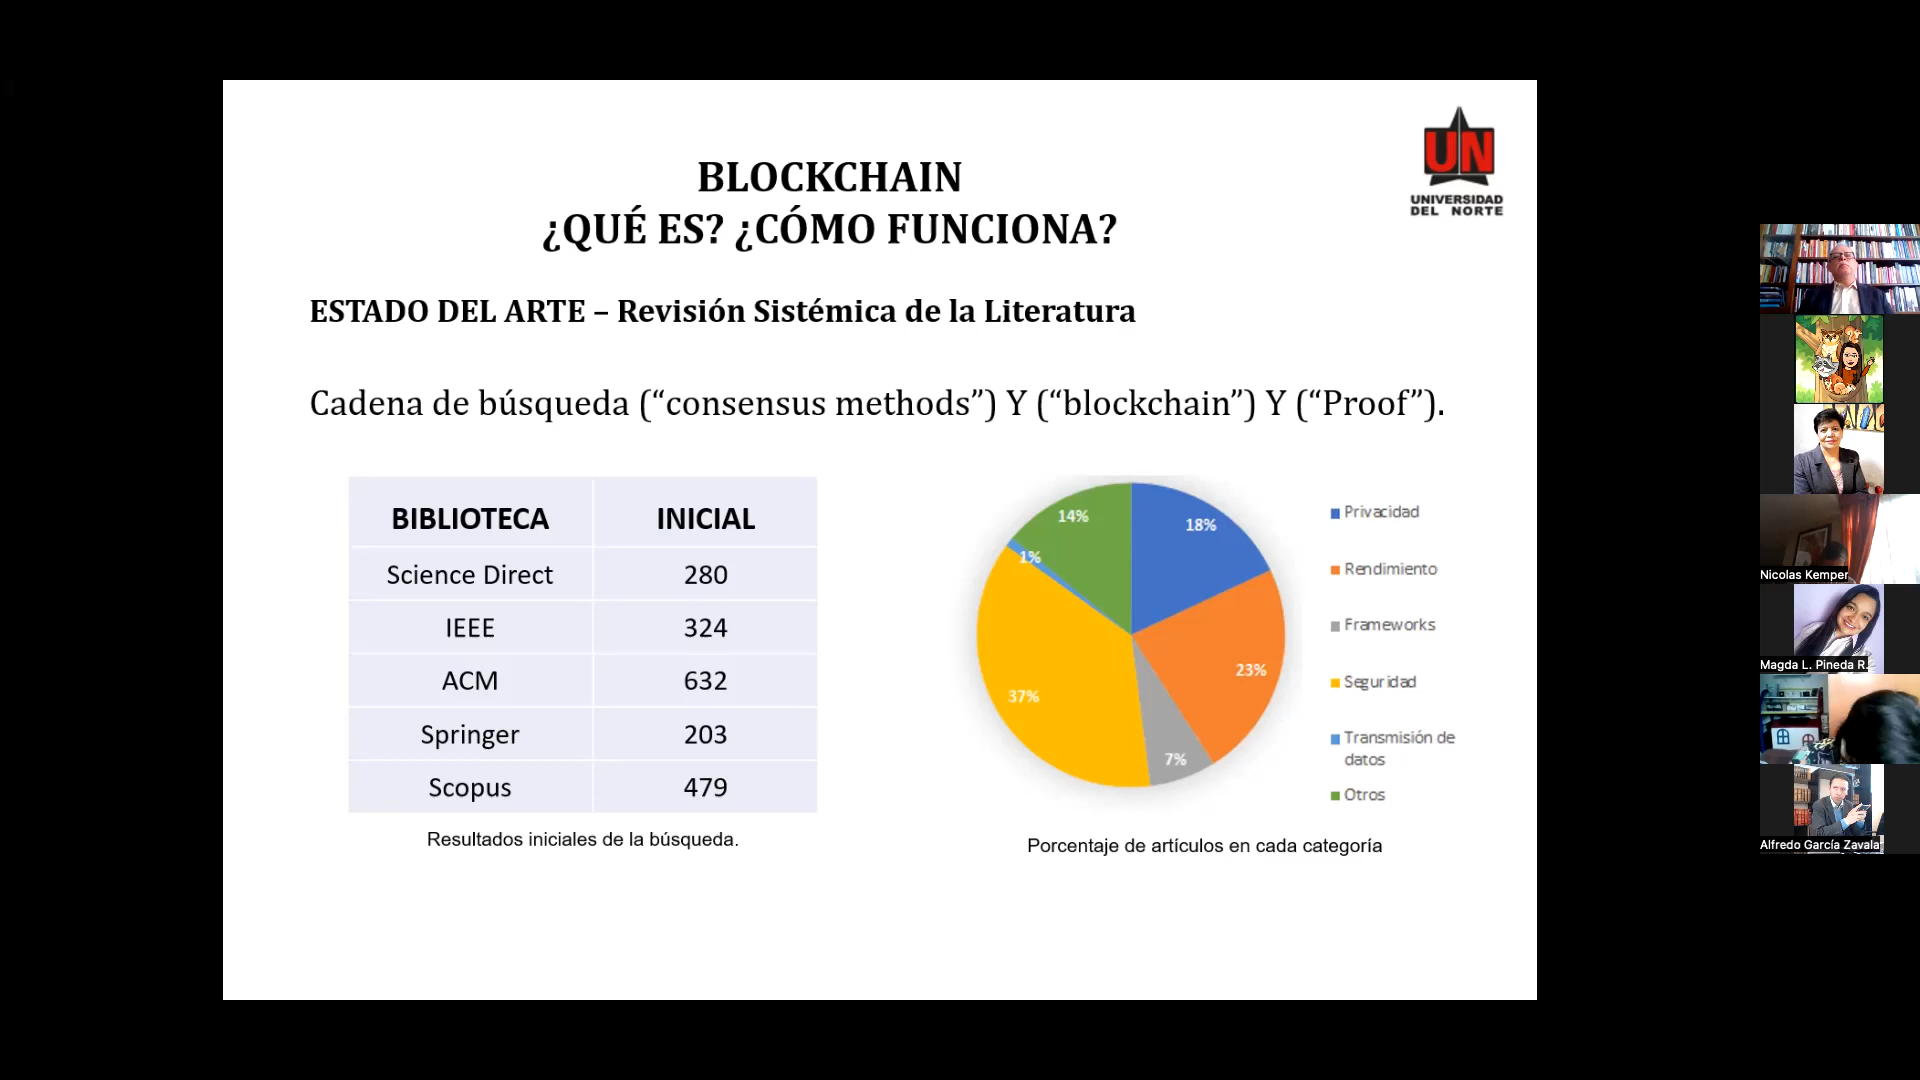 BLOCKCHAIN
¿QUÉ ES? ¿CÓMO FUNCIONA?
UN
UNIVERSIDAD
DEL NORTE
ESTADO DEL ARTE – Revisión Sistémica de la Literatura
Cadena de búsqueda (“consensus methods”) Y (“blockchain”) Y (“Proof”).
BIBLIOTECA INICIAL
Science Direct 280
IEEE 324
ACM 632
Springer 203
Scopus 479
Resultados iniciales de la búsqueda.
14%
18%
1%
23%
37%
7%
Privacidad
Rendimiento
Frameworks
Seguridad
Transmisión de
datos
Otros
Porcentaje de artículos en cada categoría
Nicolas Kemper
Magda L. Pineda R.
Alfredo García Zavala